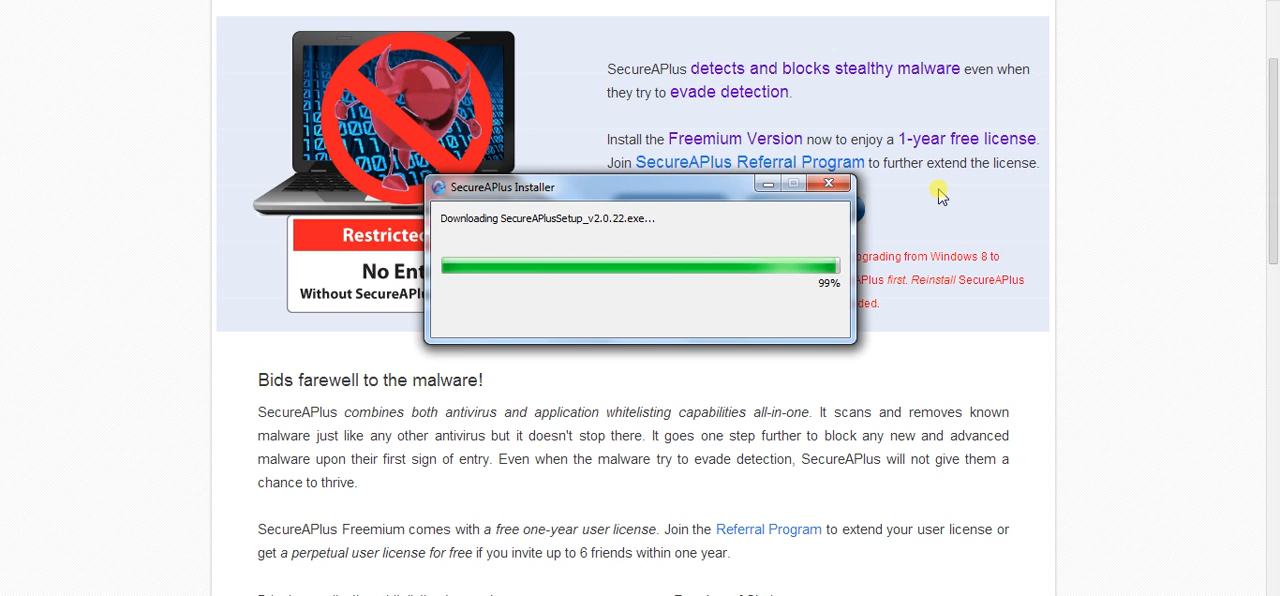 SecureAPlus detects and blocks stealthy malware even when
they try to evade detection.
Install the Freemium Version now to enjoy a 1-year free license.
Join SecureAPlus Referral Program to further extend the license.
SecureAPlus Installer
Downloading SecureAPlusSetup_v2.0.22.exe...
99%
Restricted
No Ent
Without SecureAPl
pgrading from Windows 8 to
APlus first. Reinstall SecureAPlus
ded.
Bids farewell to the malware!
SecureAPlus combines both antivirus and application whitelisting capabilities all-in-one. It scans and removes known
malware just like any other antivirus but it doesn't stop there. It goes one step further to block any new and advanced
malware upon their first sign of entry. Even when the malware try to evade detection, SecureAPlus will not give them a
chance to thrive.
SecureAPlus Freemium comes with a free one-year user license. Join the Referral Program to extend your user license or
get a perpetual user license for free if you invite up to 6 friends within one year.